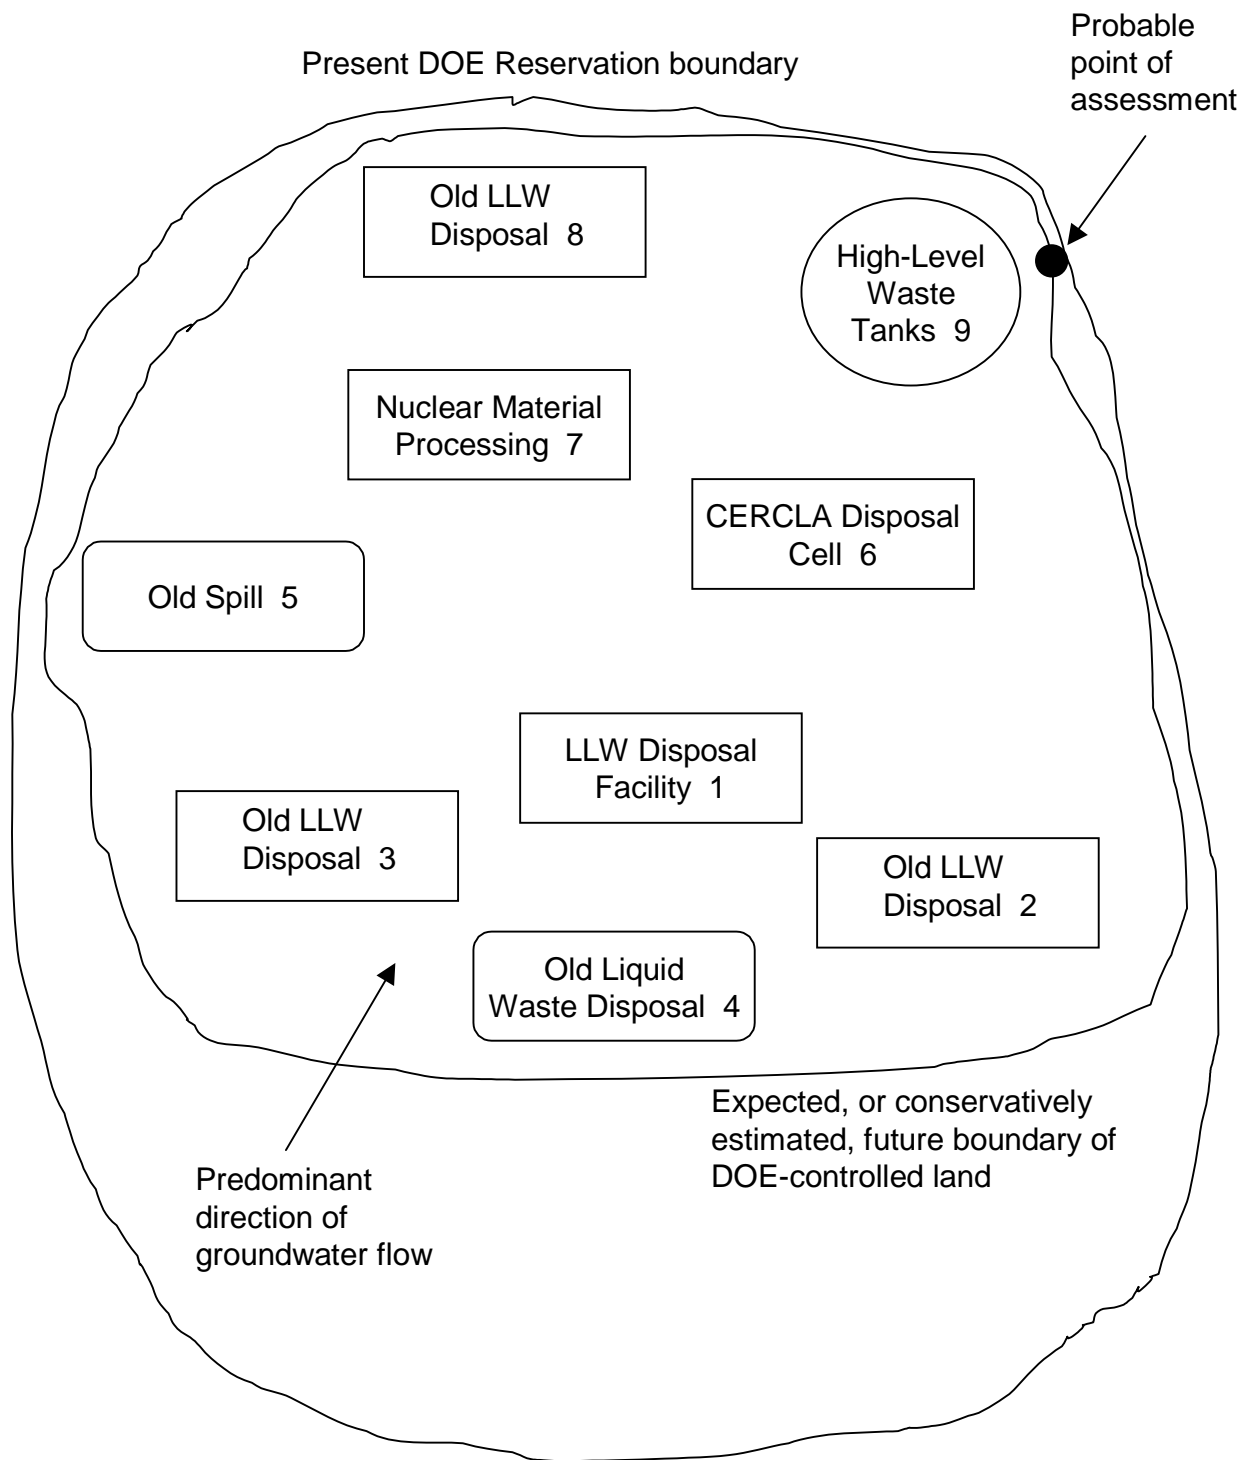 Probable
point of
assessment
Present DOE Reservation boundary
Old LLW
Disposal 8
High-Level
Waste
Tanks 9
Nuclear Material
Processing 7
CERCLA Disposal
Cell 6
Old Spill 5
LLW Disposal
Facility 1
Old LLW
Disposal 3
Old LLW
Disposal 2
Old Liquid
Waste Disposal 4
Expected, or conservatively
estimated, future boundary of
DOE-controlled land
Predominant
direction of
groundwater flow